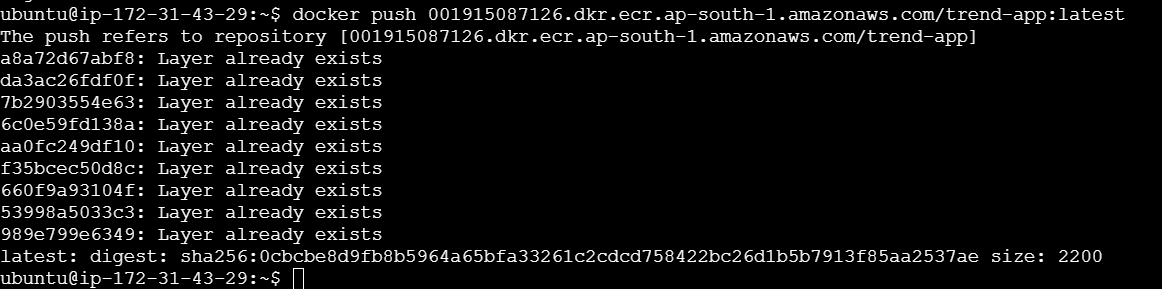 ubuntu@ip-172-31-43-29:~$ docker push 001915087126.dkr.ecr.ap-south-1.amazonaws.com/trend-app:latest
The push refers to repository [001915087126.dkr.ecr.ap-south-1.amazonaws.com/trend-app]
a8a72d67abf8: Layer already exists
da3ac26fdf0f: Layer already exists
7b2903554e63: Layer already exists
6c0e59fd138a: Layer already exists
aa0fc249df10: Layer already exists
f35bcec50d8c: Layer already exists
660f9a93104f: Layer already exists
53998a5033c3: Layer already exists
989e799e6349: Layer already exists
latest: digest: sha256:0cbcbe8d9fb8b5964a65bfa33261c2cdcd758422bc26d1b5b7913f85aa2537ae size: 2200
ubuntu@ip-172-31-43-29:~$